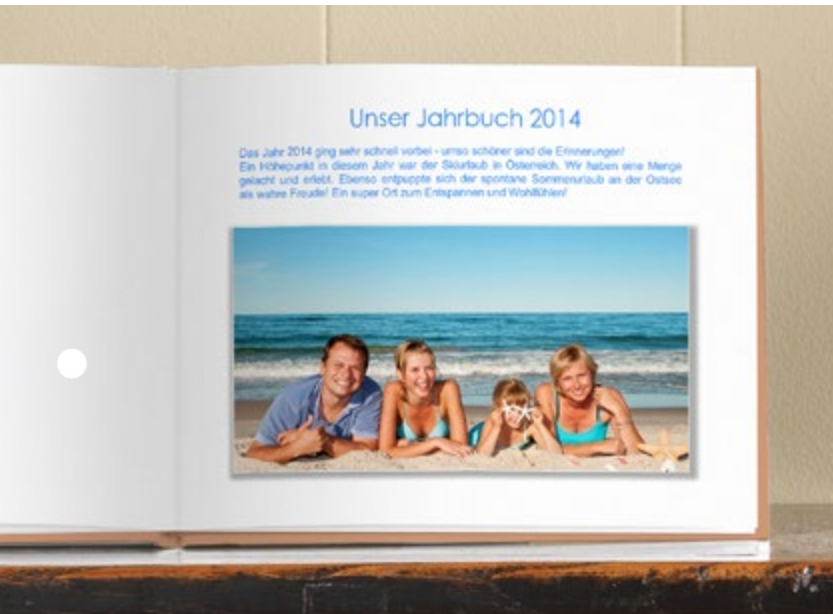 Unser Jahrbuch 2014
Das Jahr 2014 ging sehr schnell vorbei - umso schöner sind die Erinnerungen!
Ein Höhepunkt in diesem Jahr war der Skiurlaub in Österreich. Wir haben eine Menge
gelacht und erlebt. Ebenso entpuppte sich der spontane Sommerurlaub an der Ostsee
als wahre Freude! Ein super Ort zum Entspannen und Wohlfühlen!